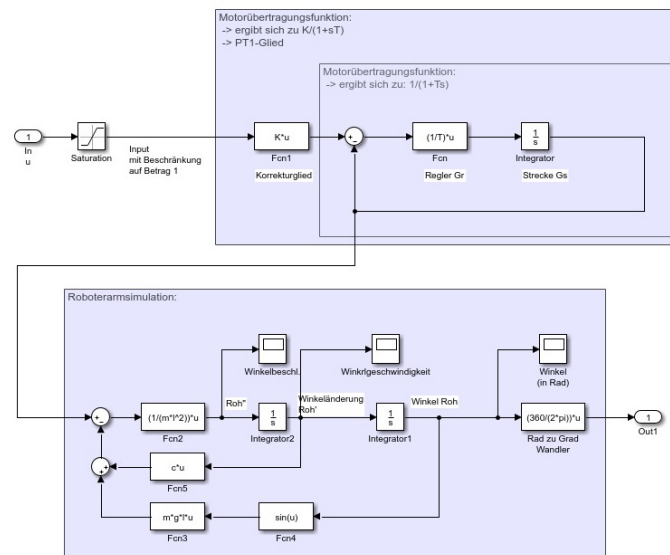 Motorübertragungsfunktion:
-> ergibt sich zu K/(1+sT)
-> PT1-Glied
Motorübertragungsfunktion:
-> ergibt sich zu: 1/(1+Ts)
1
In
u
Saturation
Input
mit Beschränkung
auf Betrag 1
K*u
Fcn1
Korrekturglied
(1/T)*u
Fcn
Regler Gr
1
s
Integrator
Strecke Gs
Roboterarmsimulation:
Winkelbeschl.
Winkrlgeschwindigkeit
Winkel
(in Rad)
(1/(m*l^2))*u
Fcn2
Roh"
1
s
Integrator2
Winkeländerung
Roh'
1
s
Integrator1
Winkel Roh
(360/(2*pi))*u
Rad zu Grad
Wandler
1
Out1
c*u
Fcn5
m*g*l*u
Fcn3
sin(u)
Fcn4